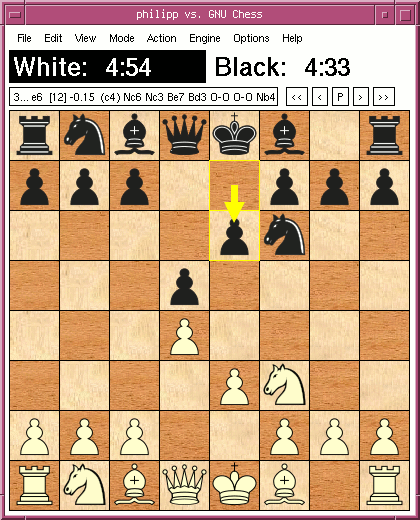 philipp vs. GNU Chess
File Edit View Mode Action Engine Options Help
White: 4:54 Black: 4:33
3... e6 [12] -0.15 (c4) Nc6 Nc3 Be7 Bd3 O-O O-O Nb4 << < P > >>